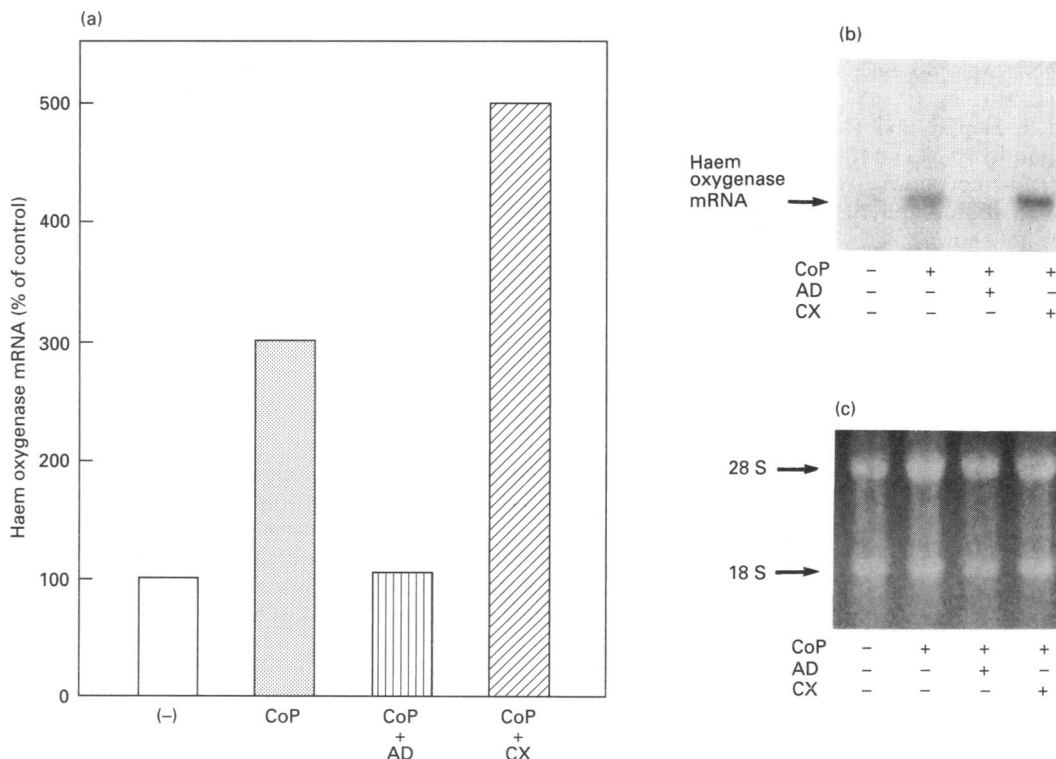 (a)
Haem oxygenase mRNA (% of control)
500
400
300
200
100
0
(–)
CoP
CoP
+
AD
CoP
+
CX
(b)
Haem
oxygenase
mRNA
CoP – + + +
AD – – + –
CX – – – +
(c)
28 S
18 S
CoP – + + +
AD – – + –
CX – – – +